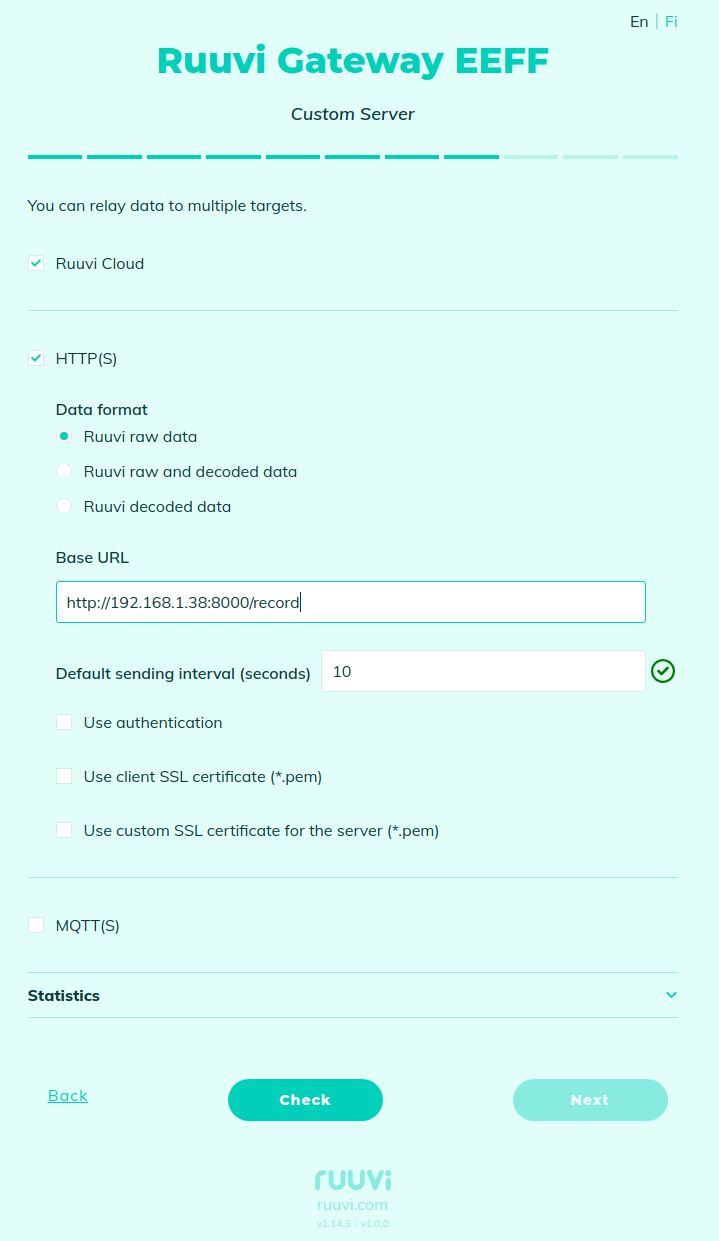 En | Fi
Ruuvi Gateway EEFF
Custom Server
You can relay data to multiple targets.
Ruuvi Cloud
HTTP(S)
Data format
Ruuvi raw data
Ruuvi raw and decoded data
Ruuvi decoded data
Base URL
http://192.168.1.38:8000/record
Default sending interval (seconds) 10
Use authentication
Use client SSL certificate (*.pem)
Use custom SSL certificate for the server (*.pem)
MQTT(S)
Statistics
Back Check Next
ruuvi
ruuvi.com
v1.14.3 | v1.0.0